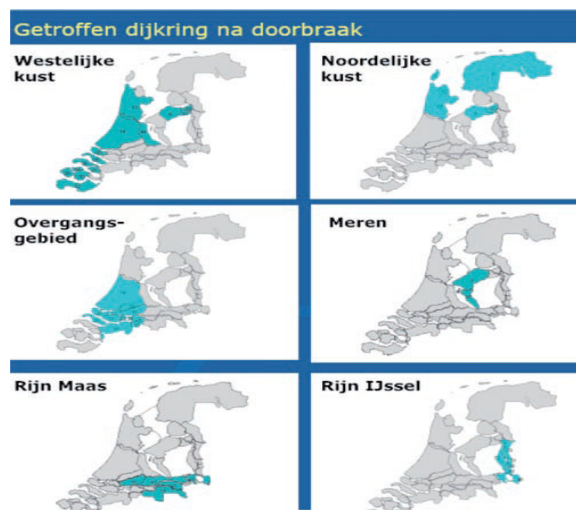 Getroffen dijkring na doorbraak
Westelijke
kust
Noordelijke
kust
Overgangs-
gebied
Meren
Rijn Maas
Rijn IJssel